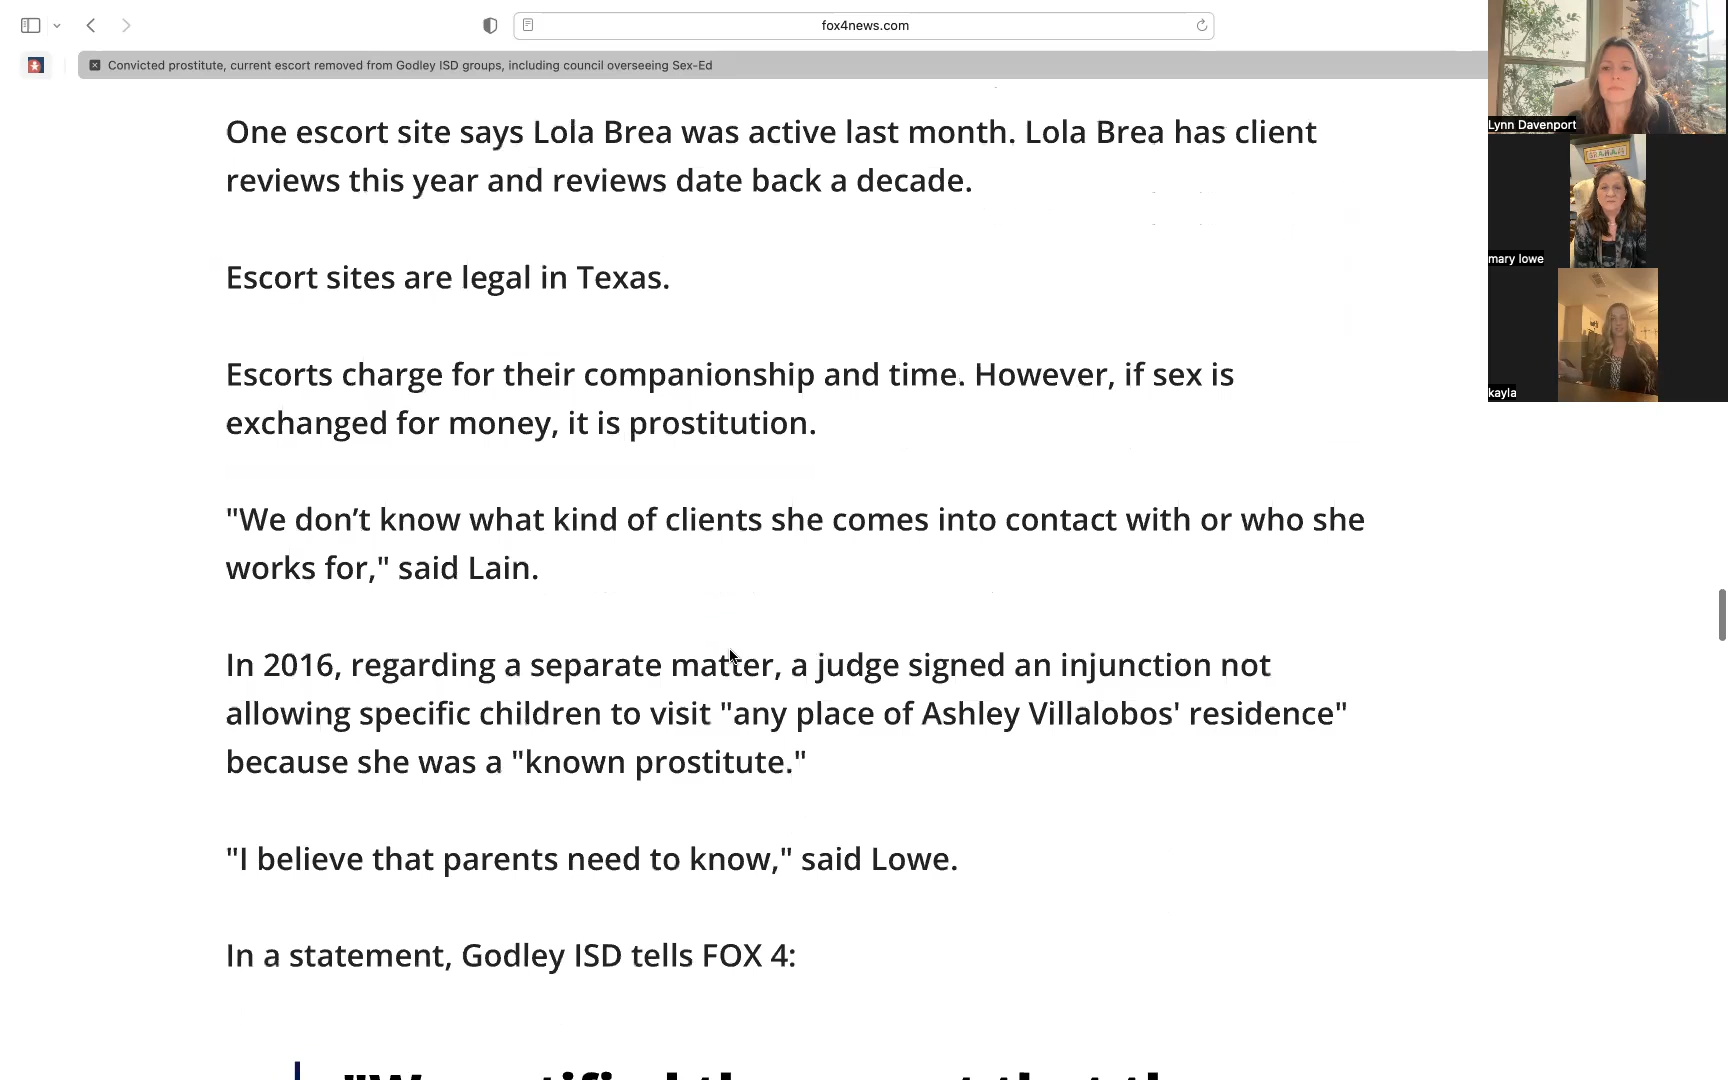 fox4news.com
Convicted prostitute, current escort removed from Godley ISD groups, including council overseeing Sex-Ed
One escort site says Lola Brea was active last month. Lola Brea has client
reviews this year and reviews date back a decade.
Escort sites are legal in Texas.
Escorts charge for their companionship and time. However, if sex is
exchanged for money, it is prostitution.
"We don’t know what kind of clients she comes into contact with or who she
works for," said Lain.
In 2016, regarding a separate matter, a judge signed an injunction not
allowing specific children to visit "any place of Ashley Villalobos' residence"
because she was a "known prostitute."
"I believe that parents need to know," said Lowe.
In a statement, Godley ISD tells FOX 4:
Lynn Davenport
mary lowe
kayla